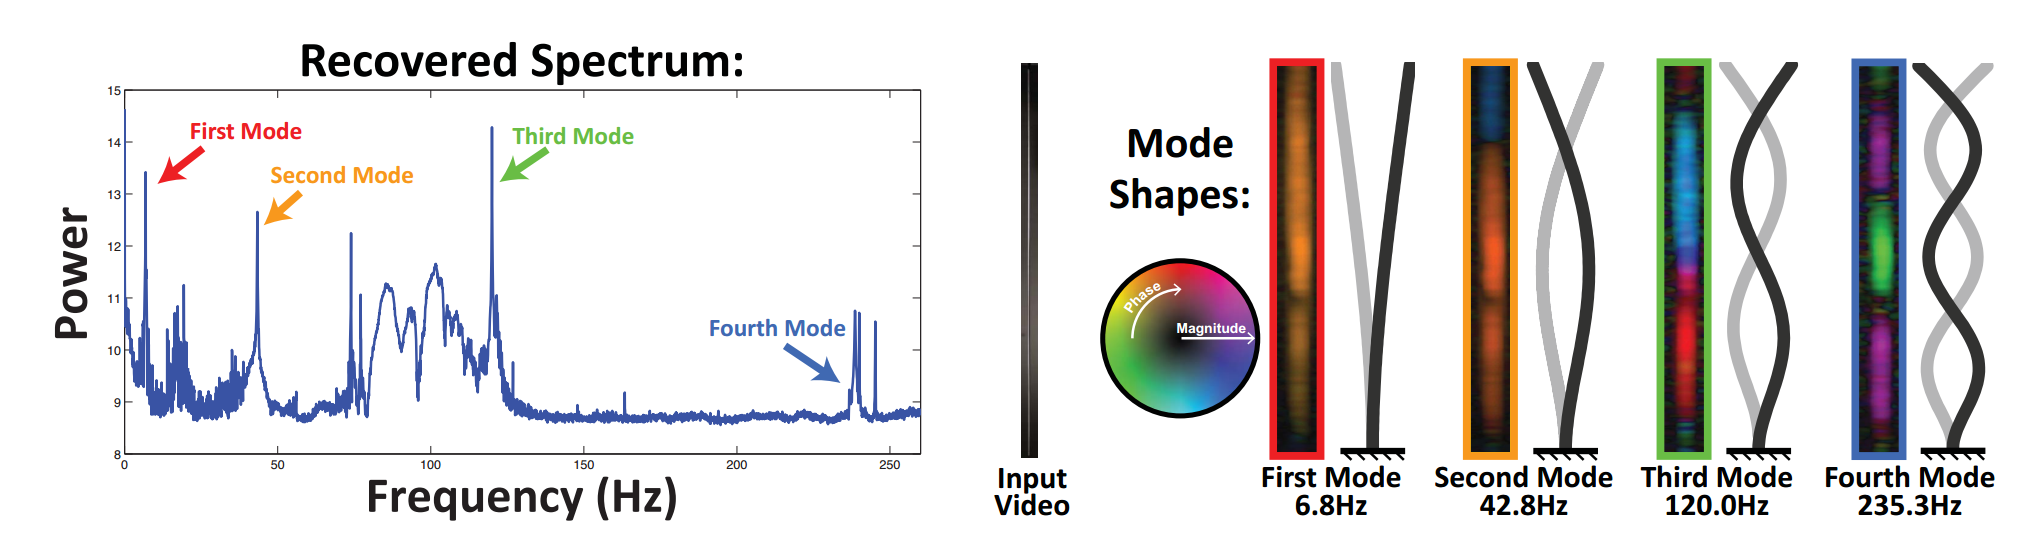 Recovered Spectrum:
15
14
13
12
11
10
9
8
0
50
100
150
200
250
Power
Frequency (Hz)
First Mode
Second Mode
Third Mode
Fourth Mode
Input
Video
Mode
Shapes:
Phase
Magnitude
First Mode
6.8Hz
Second Mode
42.8Hz
Third Mode
120.0Hz
Fourth Mode
235.3Hz